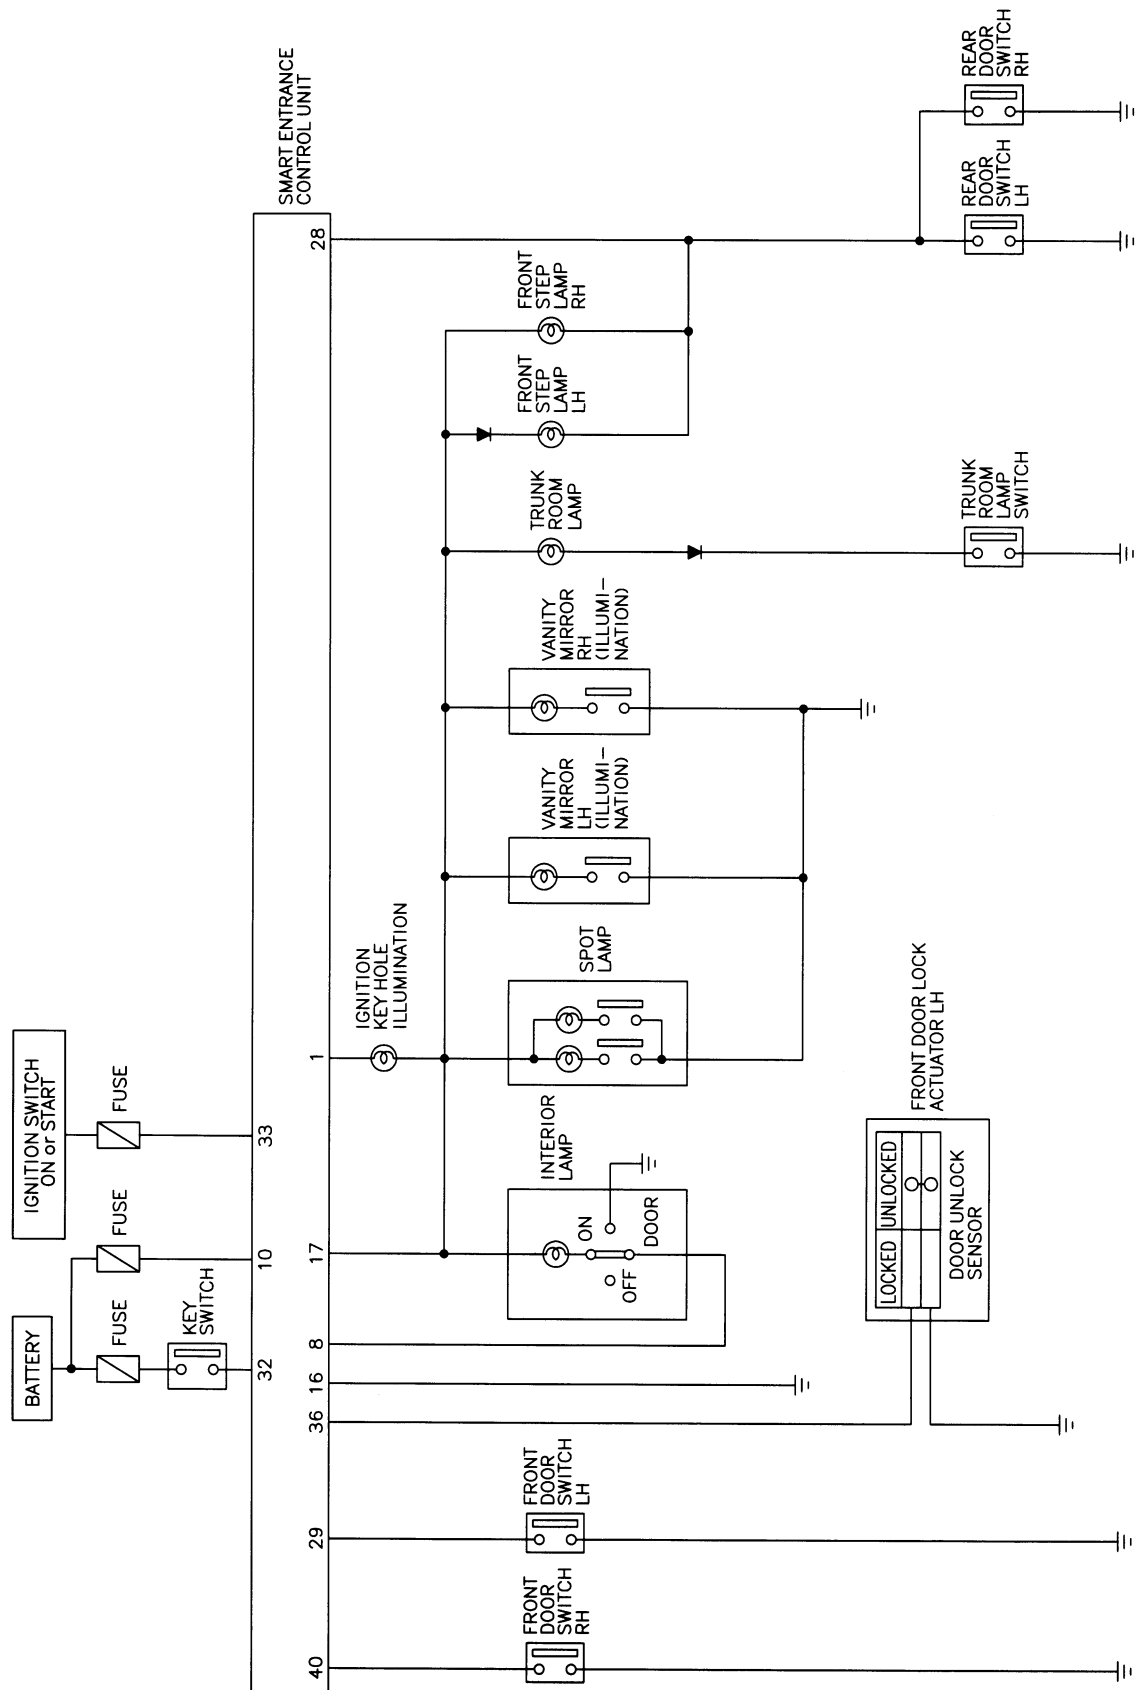 BATTERY
IGNITION SWITCH
ON or START
FUSE
FUSE
FUSE
KEY
SWITCH
32
10
33
SMART ENTRANCE
CONTROL UNIT
40
29
36
16
8
17
1
28
IGNITION
KEY HOLE
ILLUMINATION
FRONT
DOOR
SWITCH
RH
FRONT
DOOR
SWITCH
LH
INTERIOR
LAMP
ON
OFF
DOOR
SPOT
LAMP
VANITY
MIRROR
LH
(ILLUMI-
NATION)
VANITY
MIRROR
RH
(ILLUMI-
NATION)
TRUNK
ROOM
LAMP
FRONT
STEP
LAMP
LH
FRONT
STEP
LAMP
RH
FRONT DOOR LOCK
ACTUATOR LH
LOCKED
UNLOCKED
DOOR UNLOCK
SENSOR
TRUNK
ROOM
LAMP
SWITCH
REAR
DOOR
SWITCH
LH
REAR
DOOR
SWITCH
RH